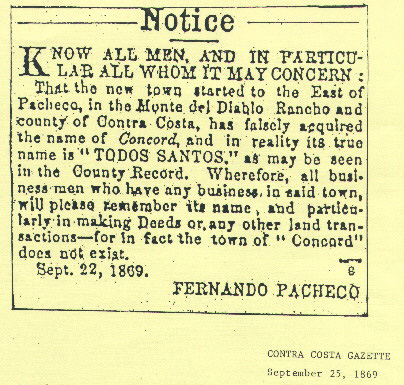 Notice
KNOW ALL MEN, AND IN PARTICU-
LAR ALL WHOM IT MAY CONCERN:
That the new town started to the East of
Pacheco, in the Monte del Diablo Rancho and
county of Contra Costa, has falsely acquired
the name of Concord, and in reality its true
name is "TODOS SANTOS," as may be seen
in the County Record. Wherefore, all busi-
ness men who have any business in said town,
will please remember its name, and particu-
larly in making Deeds or any other land tran-
sactions—for in fact the town of "Concord"
does not exist.
Sept. 22, 1869. 8
FERNANDO PACHECO
CONTRA COSTA GAZETTE
September 25, 1869